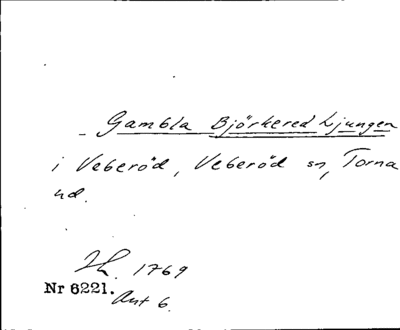 - Gambla Björkered Ljungen
i Veberöd, Veberöd sn, Torna
hd.
1769
Nr 6221.
Akt 6.